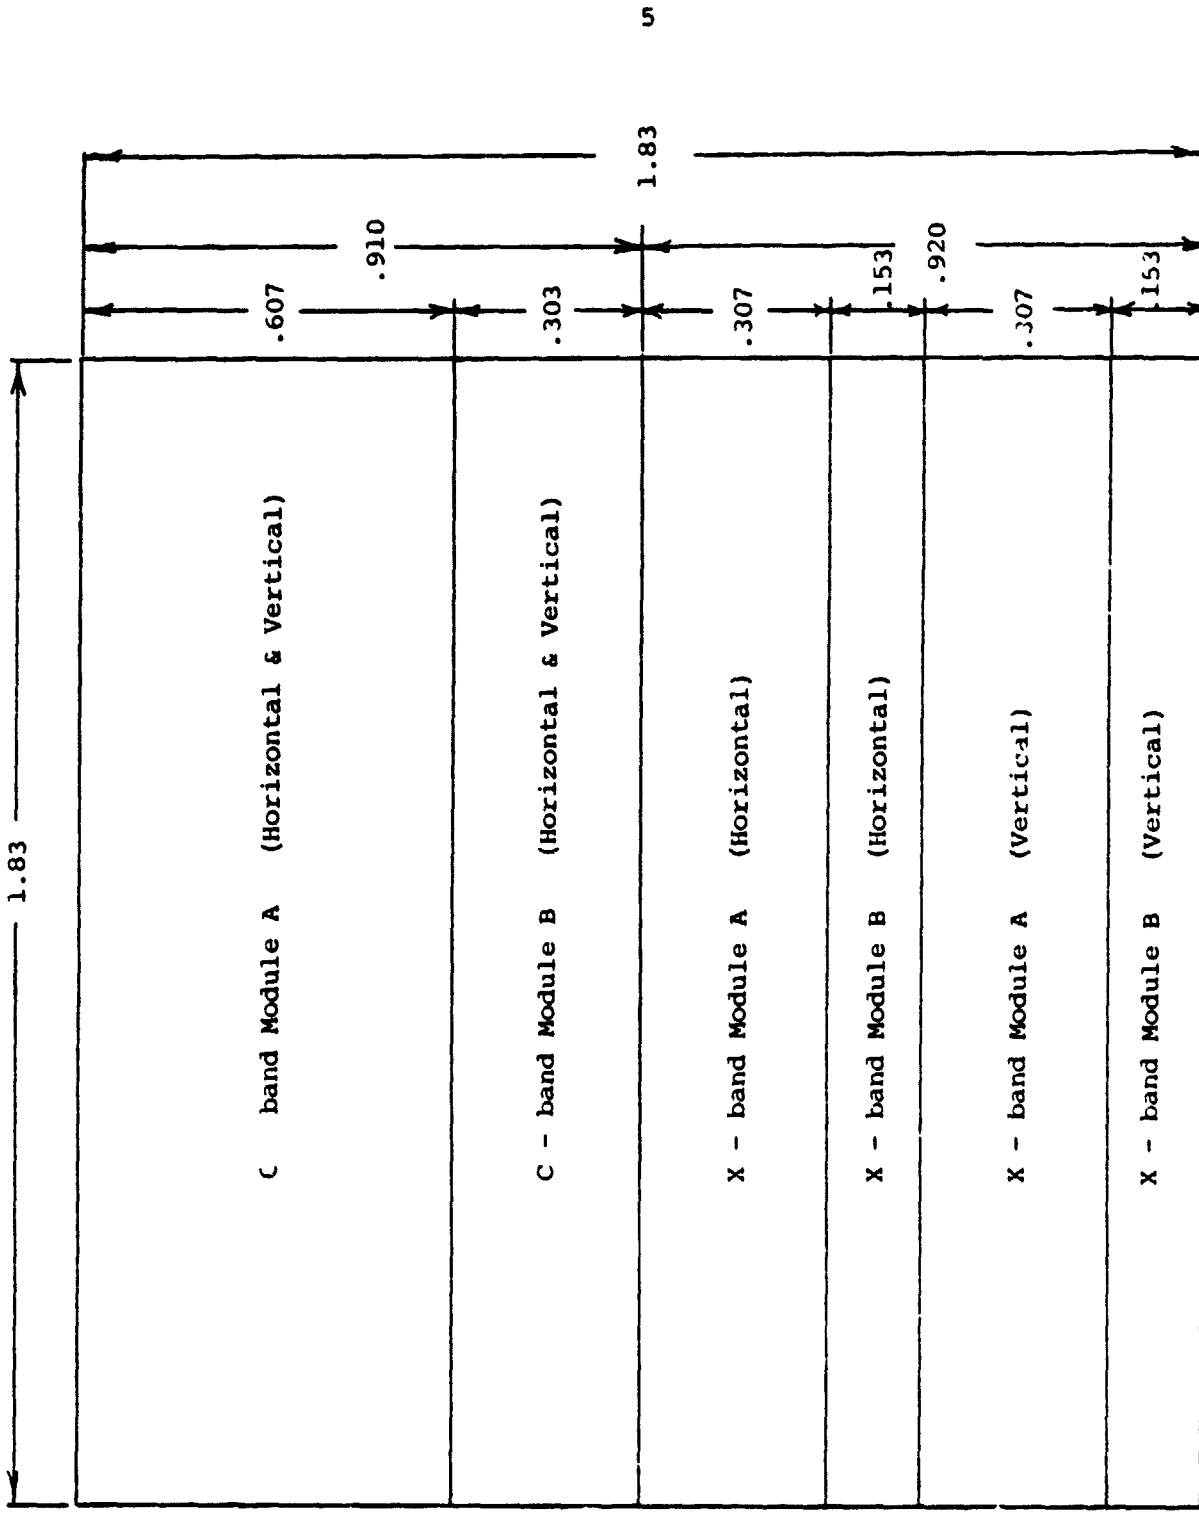 5
1.83
1.83
.910
.920
.607
.303
.307
.153
.307
.153
C band Module A (Horizontal & Vertical)
C - band Module B (Horizontal & Vertical)
X - band Module A (Horizontal)
X - band Module B (Horizontal)
X - band Module A (Vertical)
X - band Module B (Vertical)